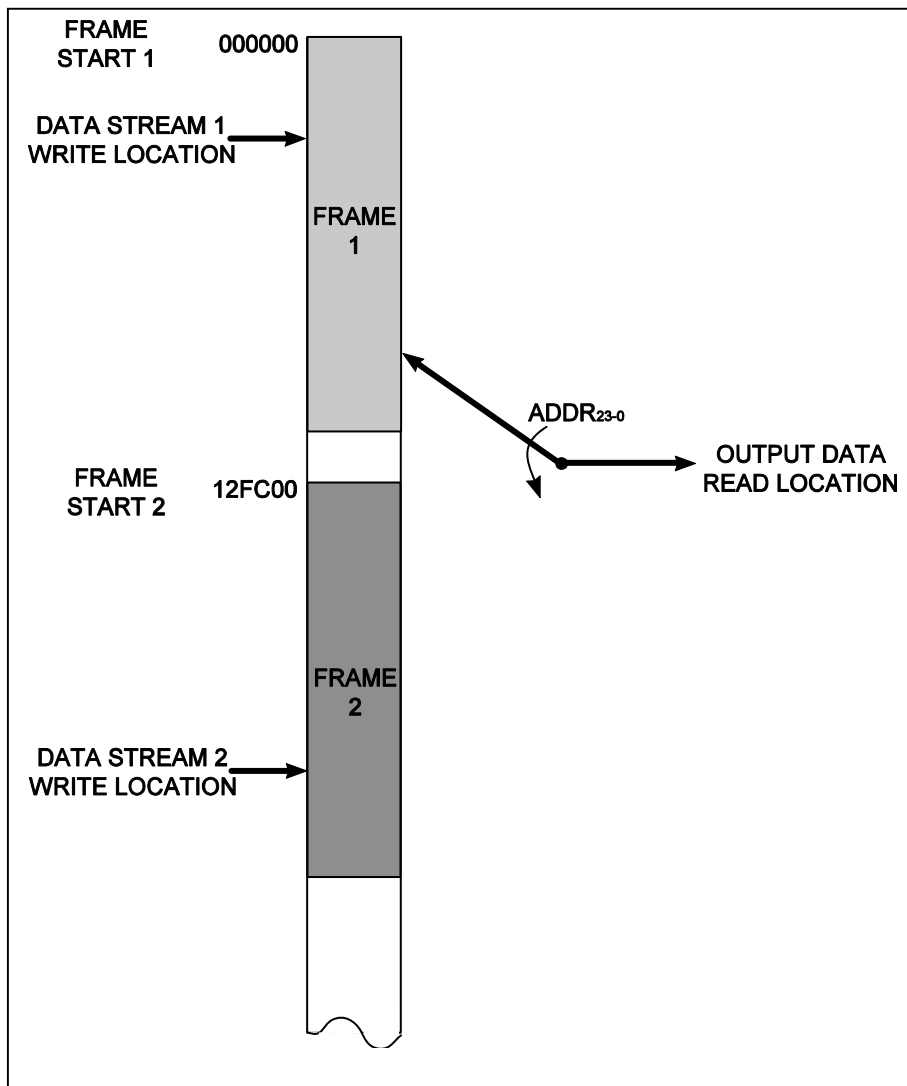 FRAME
START 1
000000
DATA STREAM 1
WRITE LOCATION
FRAME
1
ADDR23-0
OUTPUT DATA
READ LOCATION
FRAME
START 2
12FC00
FRAME
2
DATA STREAM 2
WRITE LOCATION